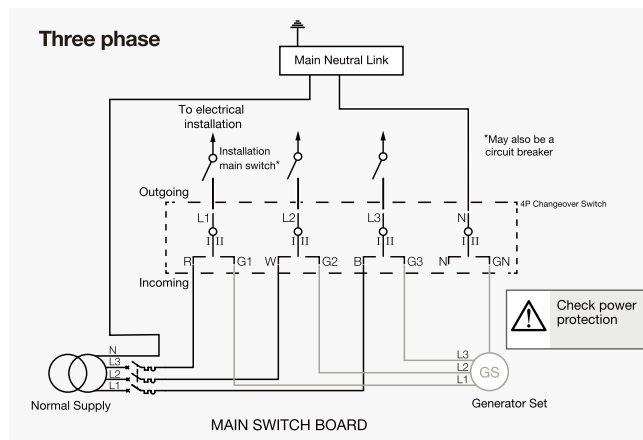 Three phase
Main Neutral Link
To electrical
installation
Installation
main switch*
*May also be a
circuit breaker
Outgoing
4P Changeover Switch
L1 L2 L3 N
I II I II I II I II
R G1 W G2 B G3 N GN
Incoming
Check power
protection
N
L3
L2
L1
L3
L2
L1
GS
Normal Supply
Generator Set
MAIN SWITCH BOARD